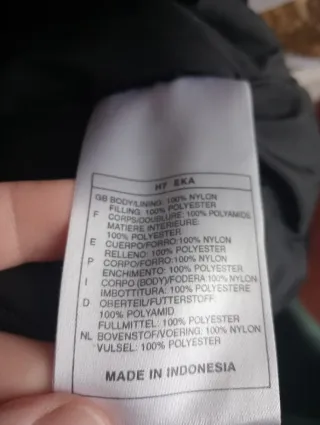 H7 EKA
GB BODY/LINING: 100% NYLON
FILLING: 100% POLYESTER
F CORPS/DOUBLURE: 100% POLYAMIDE
MATIERE INTERIEURE:
100% POLYESTER
E CUERPO/FORRO:100% NYLON
RELLENO: 100% POLYESTER
P CORPO/FORRO:100% NYLON
ENCHIMENTO: 100% POLYESTER
I CORPO (BODY)/FODERA 100% NYLON
IMBOTTITURA: 100% POLYESTERE
D OBERTEIL/FUTTERSTOFF:
100% POLYAMID
FULLMITTEL: 100% POLYESTER
NL BOVENSTOF/VOERING: 100% NYLON
VULSEL: 100% POLYESTER
MADE IN INDONESIA